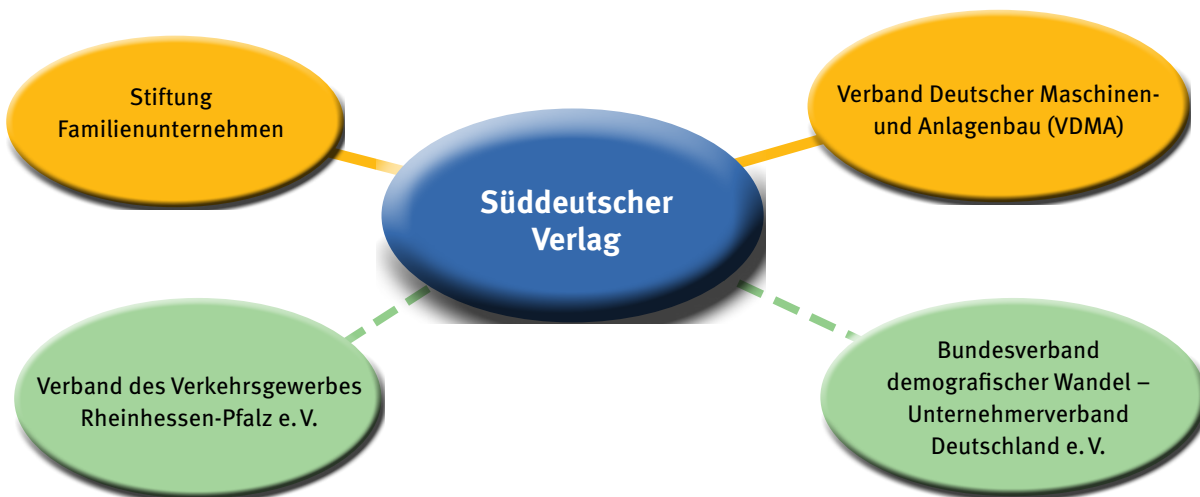 Stiftung
Familienunternehmen
Verband Deutscher Maschinen-
und Anlagenbau (VDMA)
Süddeutscher
Verlag
Verband des Verkehrsgewerbes
Rheinhessen-Pfalz e. V.
Bundesverband
demografischer Wandel –
Unternehmerverband
Deutschland e. V.